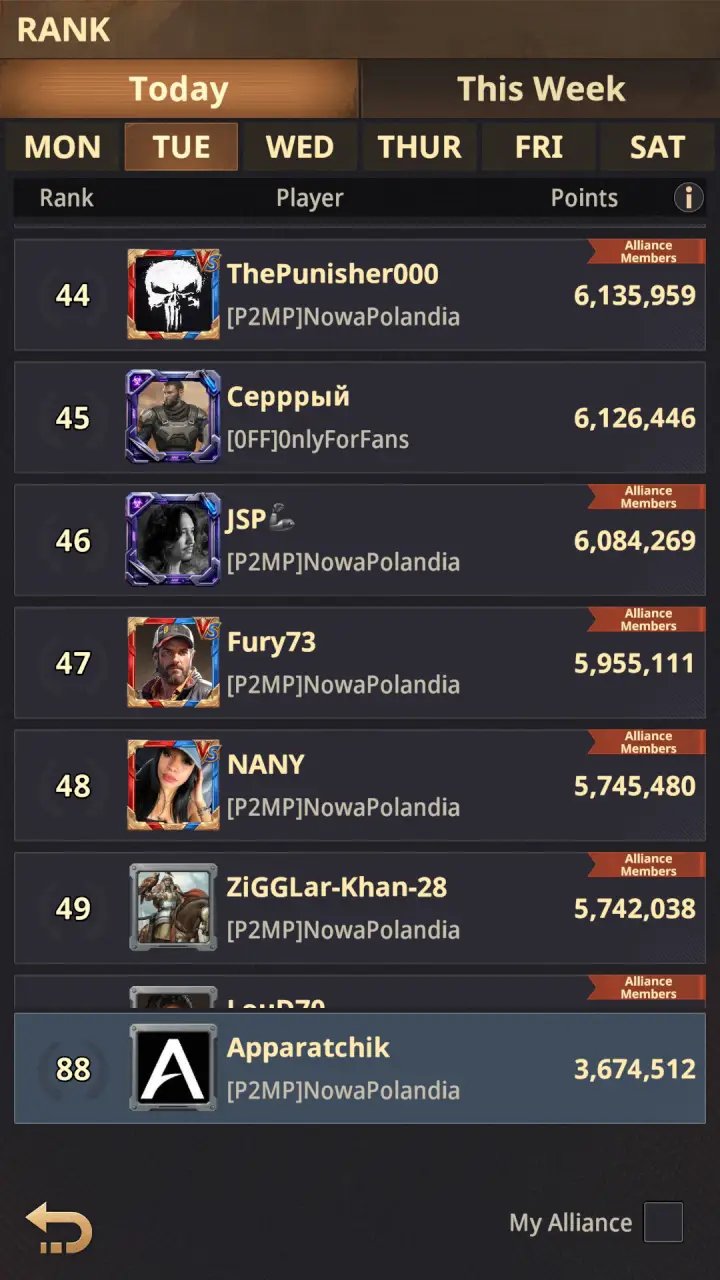 RANK
Today
This Week
MON
TUE
WED
THUR
FRI
SAT
Rank
Player
Points
Alliance
Members
44
VS
ThePunisher000
[P2MP]NowaPolandia
6,135,959
45
Серррый
[0FF]0nlyForFans
6,126,446
Alliance
Members
46
JSP💪
[P2MP]NowaPolandia
6,084,269
Alliance
Members
47
VS
Fury73
[P2MP]NowaPolandia
5,955,111
Alliance
Members
48
VS
NANY
[P2MP]NowaPolandia
5,745,480
Alliance
Members
49
ZiGGLar-Khan-28
[P2MP]NowaPolandia
5,742,038
Alliance
Members
88
Apparatchik
[P2MP]NowaPolandia
3,674,512
My Alliance